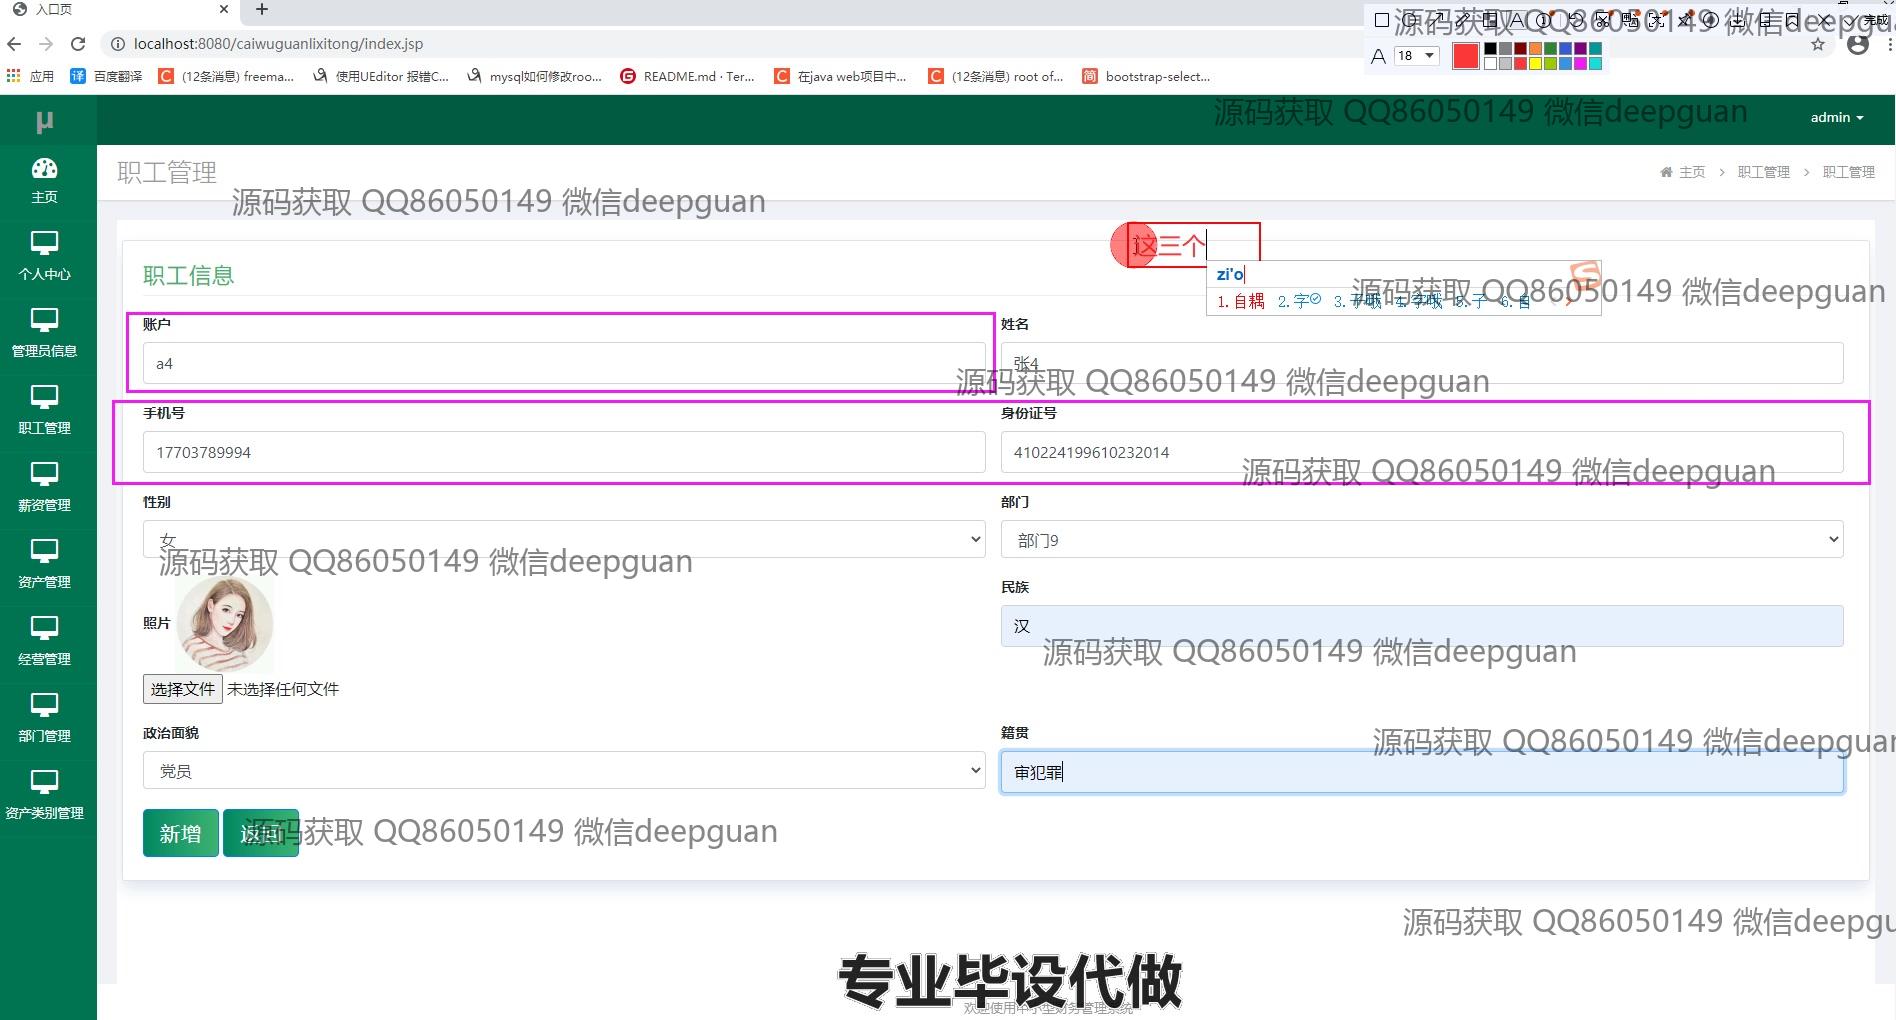 入口页
localhost:8080/caiwuguanlixitong/index.jsp
完成
应用
百度翻译
(12条消息) freema...
使用UEditor 报错C...
mysql如何修改roo...
README.md · Ter...
在java web项目中...
(12条消息) root of...
bootstrap-select...
A 18
源码获取 QQ86050149 微信deepgua
源码获取 QQ86050149 微信deepguan
μ
admin
主页
个人中心
管理员信息
职工管理
薪资管理
资产管理
经营管理
部门管理
资产类别管理
职工管理
主页 > 职工管理 > 职工管理
源码获取 QQ86050149 微信deepguan
这三个
zi'o
1.自耦 2.字 3.子哦 4.字哦 5.子 6.自
源码获取 QQ86050149 微信deepguan
职工信息
账户
a4
姓名
张4
源码获取 QQ86050149 微信deepguan
手机号
17703789994
身份证号
410224199610232014
源码获取 QQ86050149 微信deepguan
性别
女
部门
部门9
源码获取 QQ86050149 微信deepguan
照片
选择文件 未选择任何文件
民族
汉
源码获取 QQ86050149 微信deepguan
政治面貌
党员
籍贯
审犯罪
源码获取 QQ86050149 微信deepguan
新增
返回
源码获取 QQ86050149 微信deepguan
源码获取 QQ86050149 微信deepgu
专业毕设代做
欢迎使用中小型财务管理系统